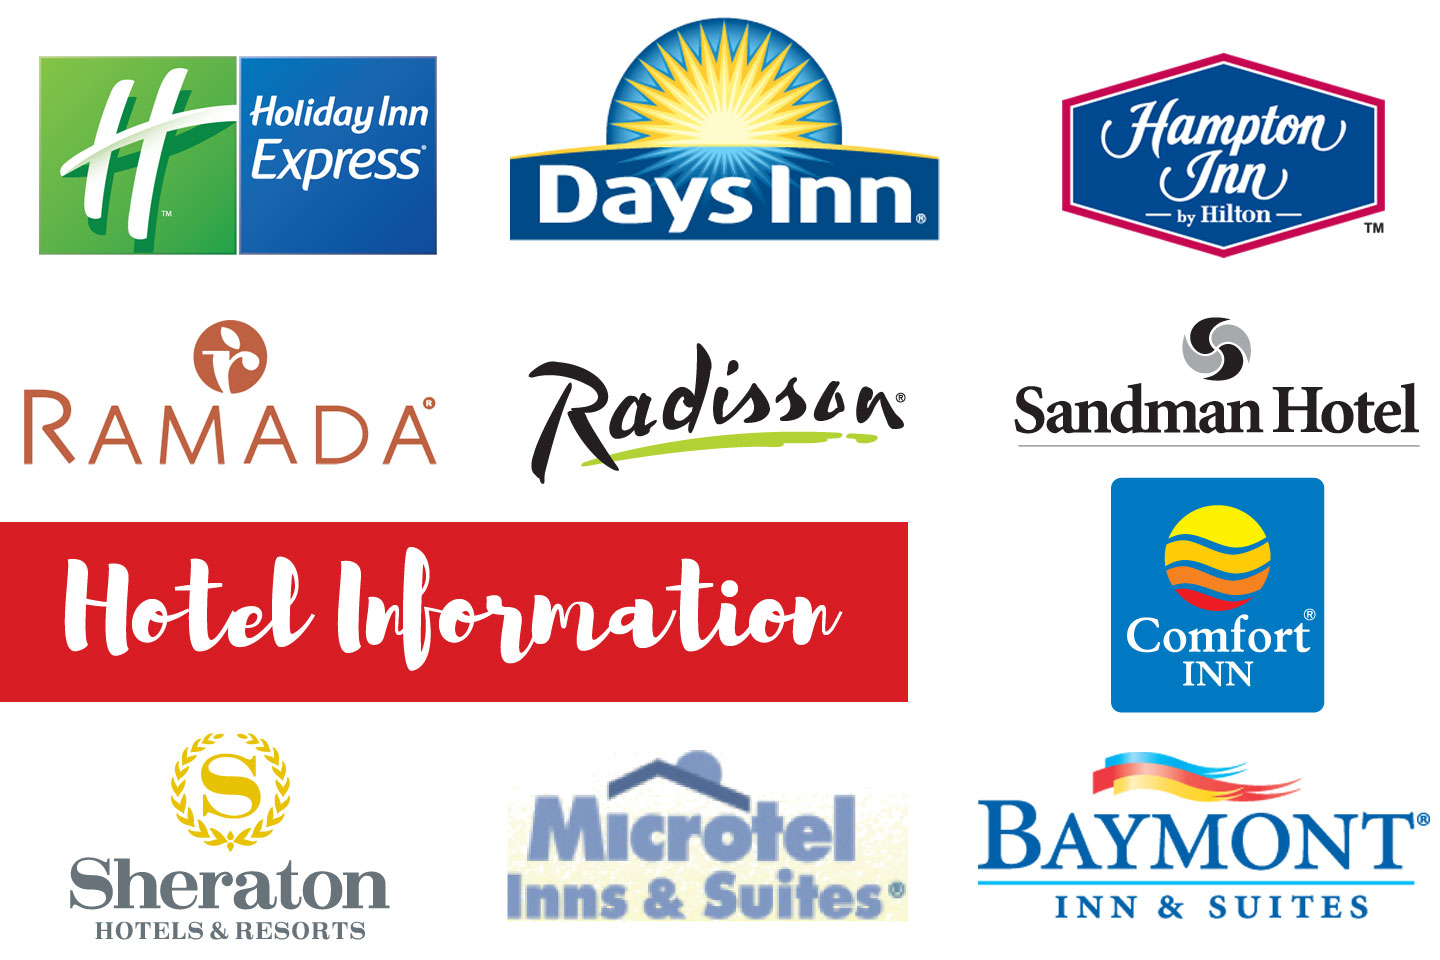 H
™
Holiday Inn
Express®
Days Inn®
Hampton
Inn
by Hilton
™
r
RAMADA®
Radisson®
Sandman Hotel
Hotel Information
Comfort®
INN
S
Sheraton
HOTELS & RESORTS
Microtel
Inns & Suites®
BAYMONT®
INN & SUITES